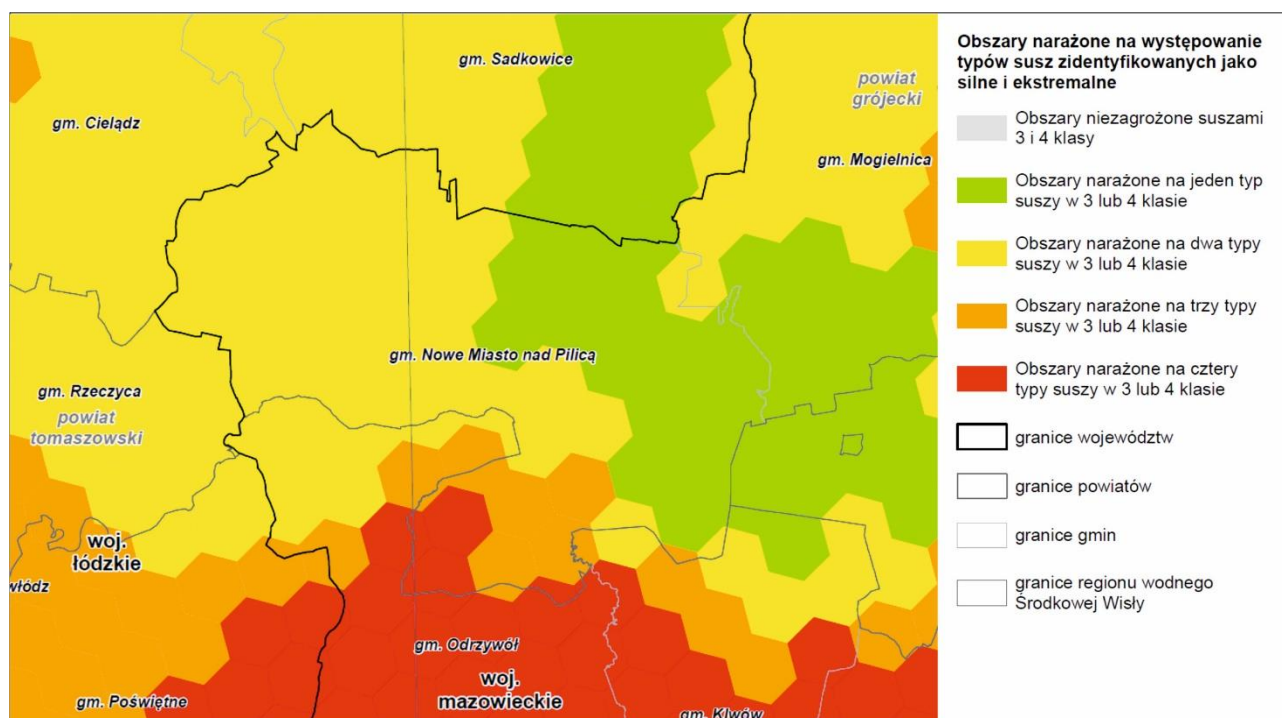 gm. Sadkowice
powiat
grójecki
gm. Cielądz
gm. Mogielnica
gm. Nowe Miasto nad Pilicą
gm. Rzeczyca
powiat
tomaszowski
woj.
łódzkie
włódz
gm. Odrzywół
woj.
mazowieckie
gm. Poświętne
gm. Klwów
Obszary narażone na występowanie
typów susz zidentyfikowanych jako
silne i ekstremalne
Obszary niezagrożone suszami
3 i 4 klasy
Obszary narażone na jeden typ
suszy w 3 lub 4 klasie
Obszary narażone na dwa typy
suszy w 3 lub 4 klasie
Obszary narażone na trzy typy
suszy w 3 lub 4 klasie
Obszary narażone na cztery
typy suszy w 3 lub 4 klasie
granice województw
granice powiatów
granice gmin
granice regionu wodnego
Środkowej Wisły